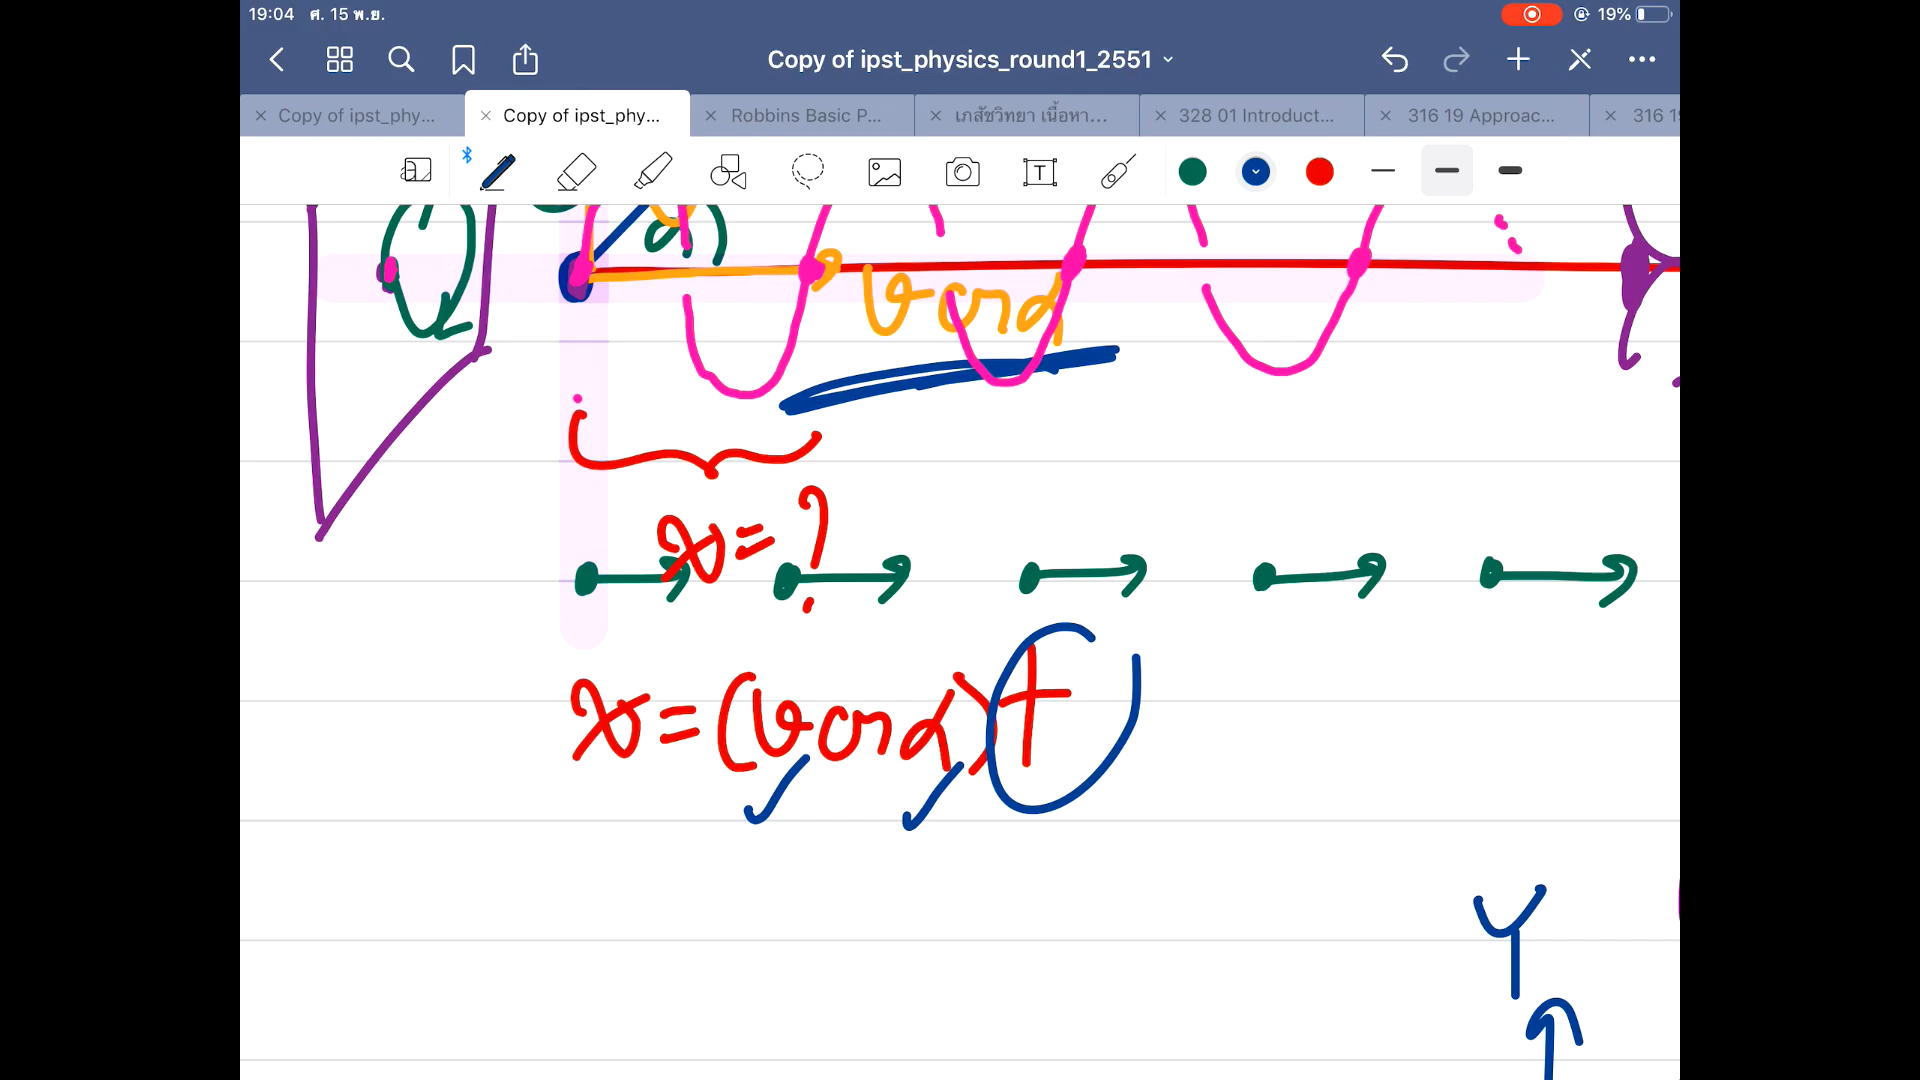 19:04 ศ. 15 พ.ย. 19%
Copy of ipst_physics_round1_2551
Copy of ipst_phy... Copy of ipst_phy... Robbins Basic P... เภสัชวิทยา เนื้อหา... 328 01 Introduct... 316 19 Approac... 316 1
T
α
v cos α
x = ?
x = (v cos α) t
Y